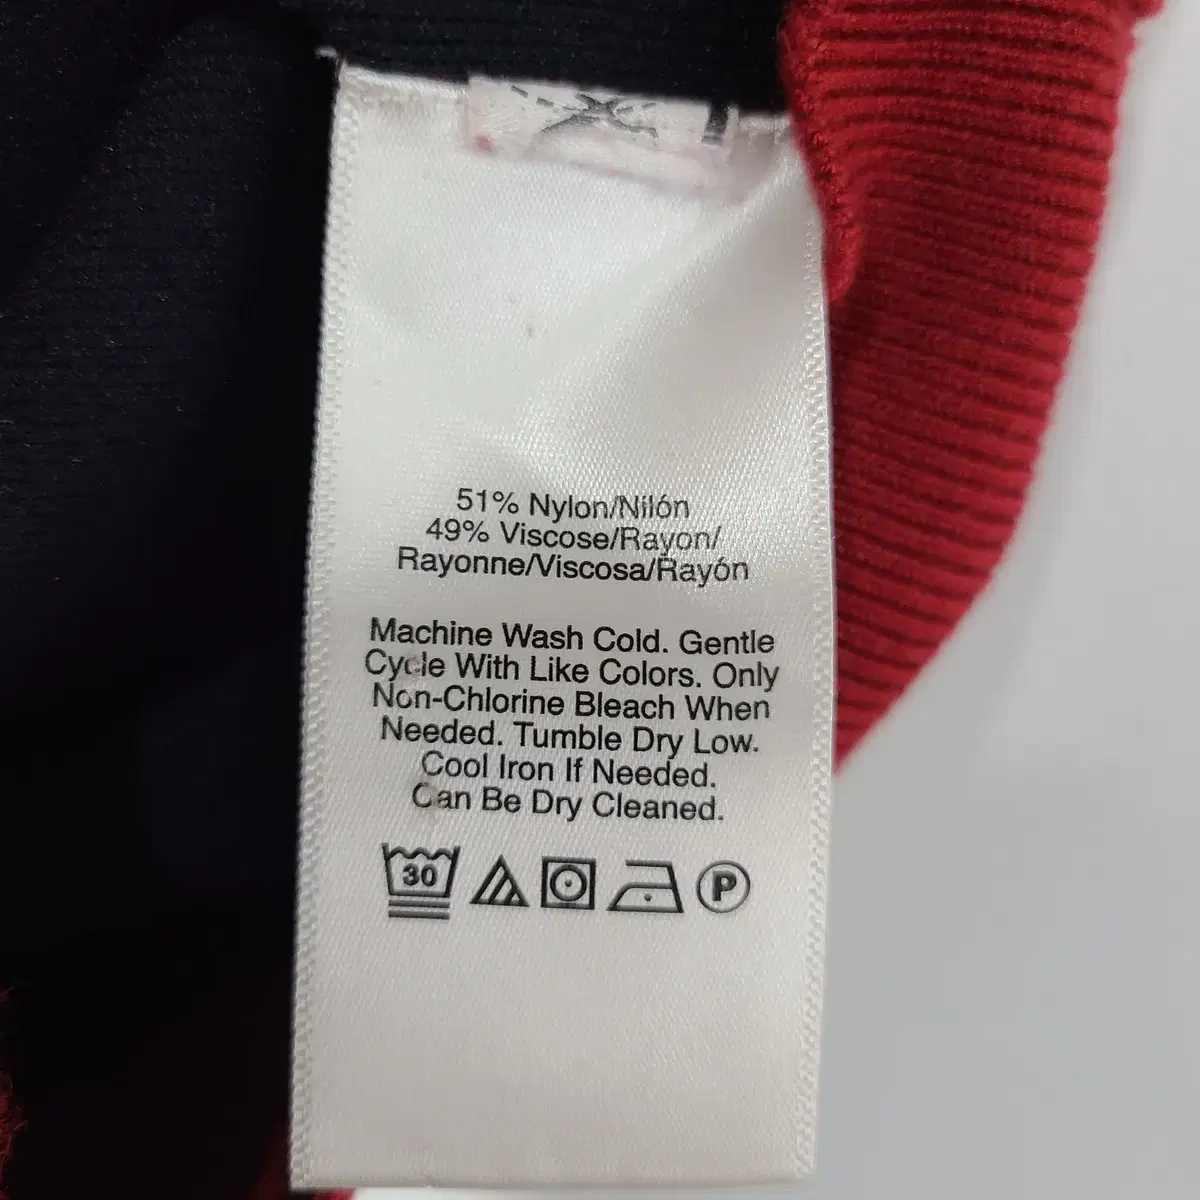 51% Nylon/Nilón
49% Viscose/Rayon/
Rayonne/Viscosa/Rayón
Machine Wash Cold. Gentle
Cycle With Like Colors. Only
Non-Chlorine Bleach When
Needed. Tumble Dry Low.
Cool Iron If Needed.
Can Be Dry Cleaned.
30 P